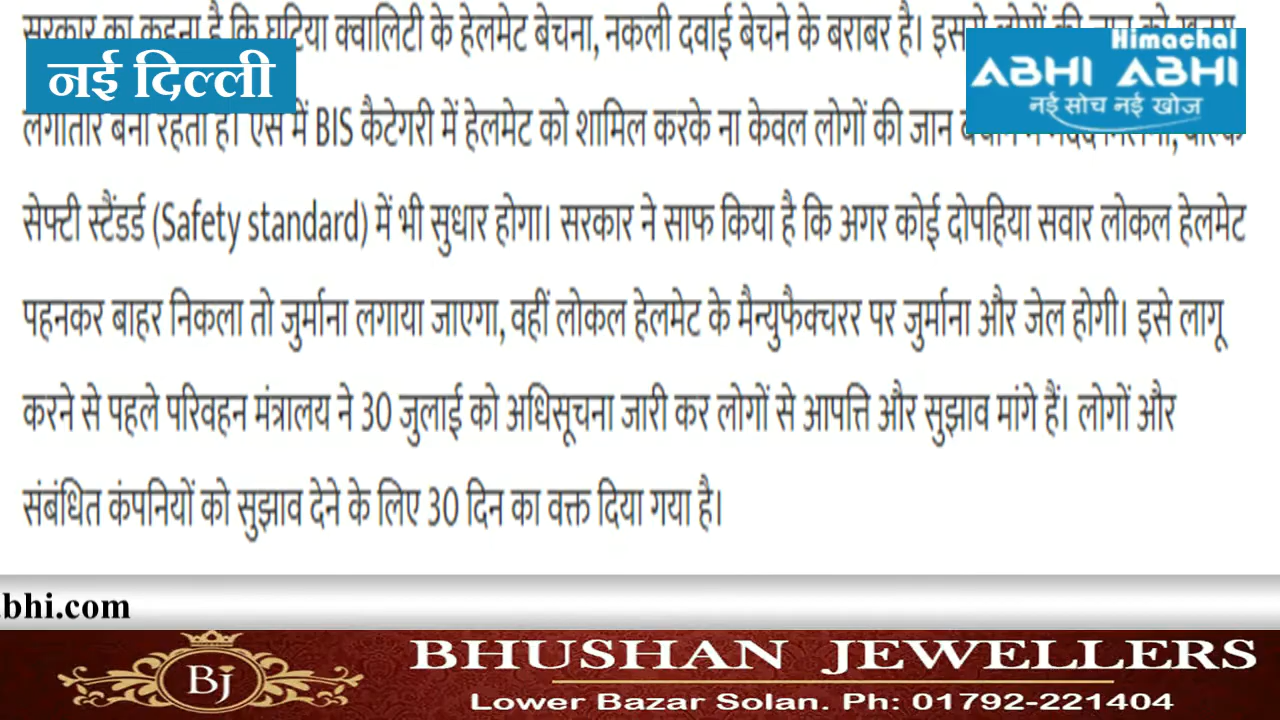 सरकार का कहना है कि घटिया क्वालिटी के हेलमेट बेचना, नकली दवाई बेचने के बराबर है। इससे लोगों की जान को
नई दिल्ली
Himachal
ABHI ABHI
नई सोच नई खोज
लगातार बना रहता है। ऐसे में BIS कैटेगरी में हेलमेट को शामिल करके ना केवल लोगों की जान
सेफ्टी स्टैंडर्ड (Safety standard) में भी सुधार होगा। सरकार ने साफ किया है कि अगर कोई दोपहिया सवार लोकल हेलमेट
पहनकर बाहर निकला तो जुर्माना लगाया जाएगा, वहीं लोकल हेलमेट के मैन्युफैक्चरर पर जुर्माना और जेल होगी। इसे लागू
करने से पहले परिवहन मंत्रालय ने 30 जुलाई को अधिसूचना जारी कर लोगों से आपत्ति और सुझाव मांगे हैं। लोगों और
संबंधित कंपनियों को सुझाव देने के लिए 30 दिन का वक्त दिया गया है।
bhi.com
BJ
BHUSHAN JEWELLERS
Lower Bazar Solan. Ph: 01792-221404